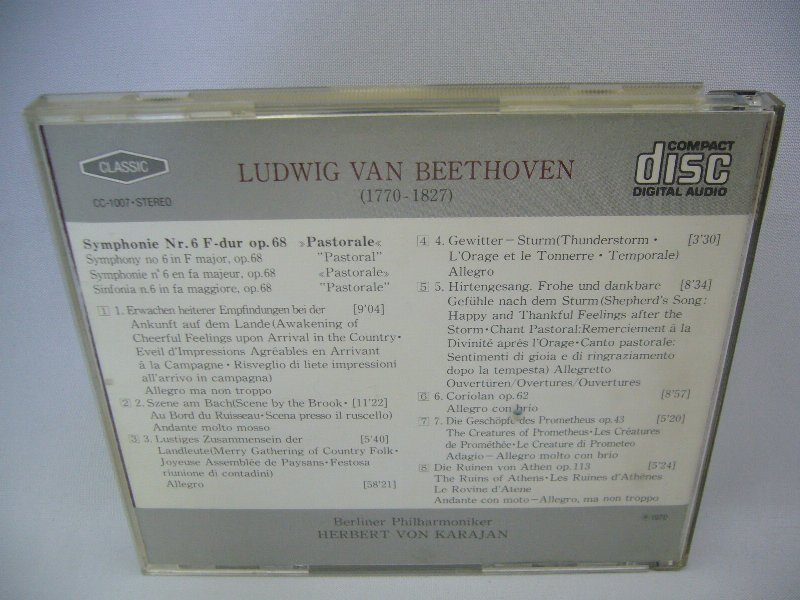 CLASSIC
CC-1007・STEREO
LUDWIG VAN BEETHOVEN
(1770-1827)
COMPACT
disc
DIGITAL AUDIO
Symphonie Nr. 6 F-dur op. 68 »Pastorale«
Symphony no 6 in F major, op.68 "Pastoral"
Symphonie n° 6 en fa majeur, op.68 «Pastorale»
Sinfonia n.6 in fa maggiore, op.68 "Pastorale"
1 1. Erwachen heiterer Empfindungen bei der [9'04]
Ankunft auf dem Lande(Awakening of
Cheerful Feelings upon Arrival in the Country・
Eveil d'Impressions Agréables en Arrivant
à la Campagne・Risveglio di liete impressioni
all'arrivo in campagna)
Allegro ma non troppo
2 2. Szene am Bach(Scene by the Brook・ [11'22]
Au Bord du Ruisseau・Scena presso il ruscello)
Andante molto mosso
3 3. Lustiges Zusammensein der [5'40]
Landleute(Merry Gathering of Country Folk・
Joyeuse Assemblée de Paysans・Festosa
riunione di contadini)
Allegro [58'21]
4 4. Gewitter–Sturm(Thunderstorm・ [3'30]
L'Orage et le Tonnerre・Temporale)
Allegro
5 5. Hirtengesang. Frohe und dankbare [8'34]
Gefühle nach dem Sturm(Shepherd's Song:
Happy and Thankful Feelings after the
Storm・Chant Pastoral:Remerciement à la
Divinité aprés l'Orage・Canto pastorale:
Sentimenti di gioia e di ringraziamento
dopo la tempesta) Allegretto
Ouvertüren/Overtures/Ouvertures
6 6. Coriolan op.62 [8'57]
Allegro con brio
7 7. Die Geschöpfe des Prometheus op.43 [5'20]
The Creatures of Prometheus・Les Créatures
de Prométhée・Le Creature di Prometeo
Adagio–Allegro molto con brio
8 Die Ruinen von Athen op.113 [5'24]
The Ruins of Athens・Les Ruines d'Athènes
Le Rovine d'Atene
Andante con moto–Allegro, ma non troppo
Berliner Philharmoniker
HERBERT VON KARAJAN
℗1970